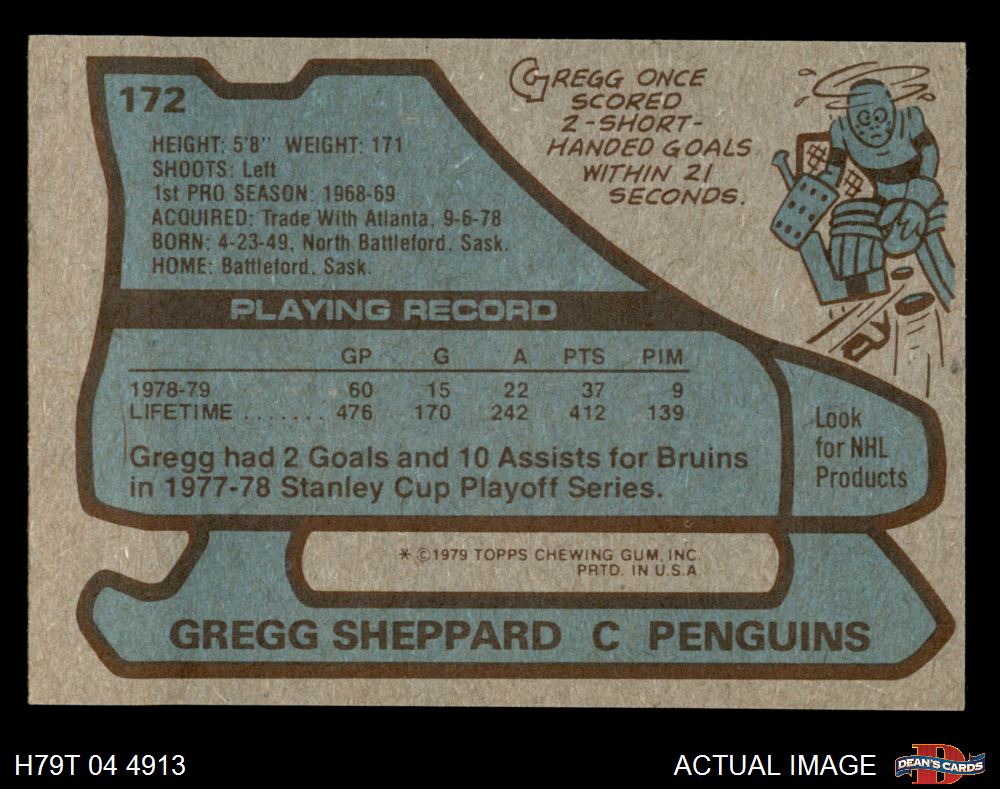 172
HEIGHT: 5'8" WEIGHT: 171
SHOOTS: Left
1st PRO SEASON: 1968-69
ACQUIRED: Trade With Atlanta, 9-6-78
BORN: 4-23-49, North Battleford, Sask.
HOME: Battleford, Sask.
GREGG ONCE
SCORED
2-SHORT-
HANDED GOALS
WITHIN 21
SECONDS.
PLAYING RECORD
GP G A PTS PIM
1978-79 60 15 22 37 9
LIFETIME ....... 476 170 242 412 139
Gregg had 2 Goals and 10 Assists for Bruins
in 1977-78 Stanley Cup Playoff Series.
Look
for NHL
Products
* ©1979 TOPPS CHEWING GUM, INC.
PRTD. IN U.S.A.
GREGG SHEPPARD C PENGUINS
H79T 04 4913
ACTUAL IMAGE
D
DEAN'S CARDS